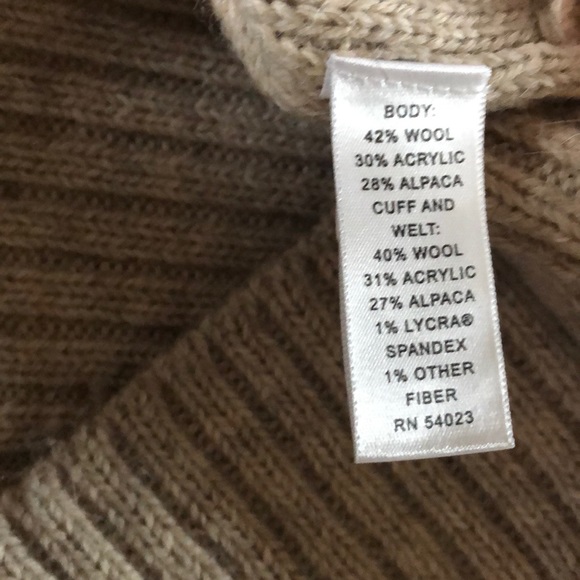 BODY:
42% WOOL
30% ACRYLIC
28% ALPACA
CUFF AND
WELT:
40% WOOL
31% ACRYLIC
27% ALPACA
1% LYCRA®
SPANDEX
1% OTHER
FIBER
RN 54023